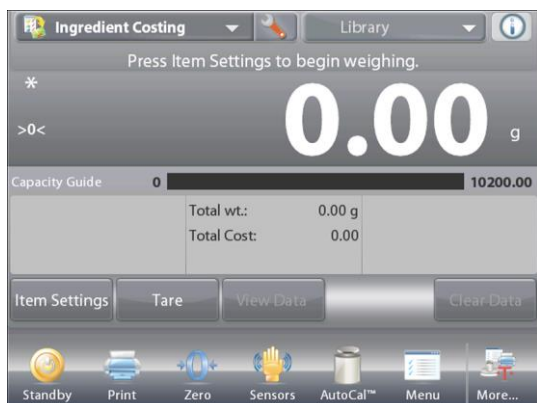 Ingredient Costing Library
Press Item Settings to begin weighing.
*
>0<
0.00 g
Capacity Guide 0 10200.00
Total wt.: 0.00 g
Total Cost: 0.00
Item Settings Tare View Data Clear Data
Standby Print Zero Sensors AutoCal™ Menu More...